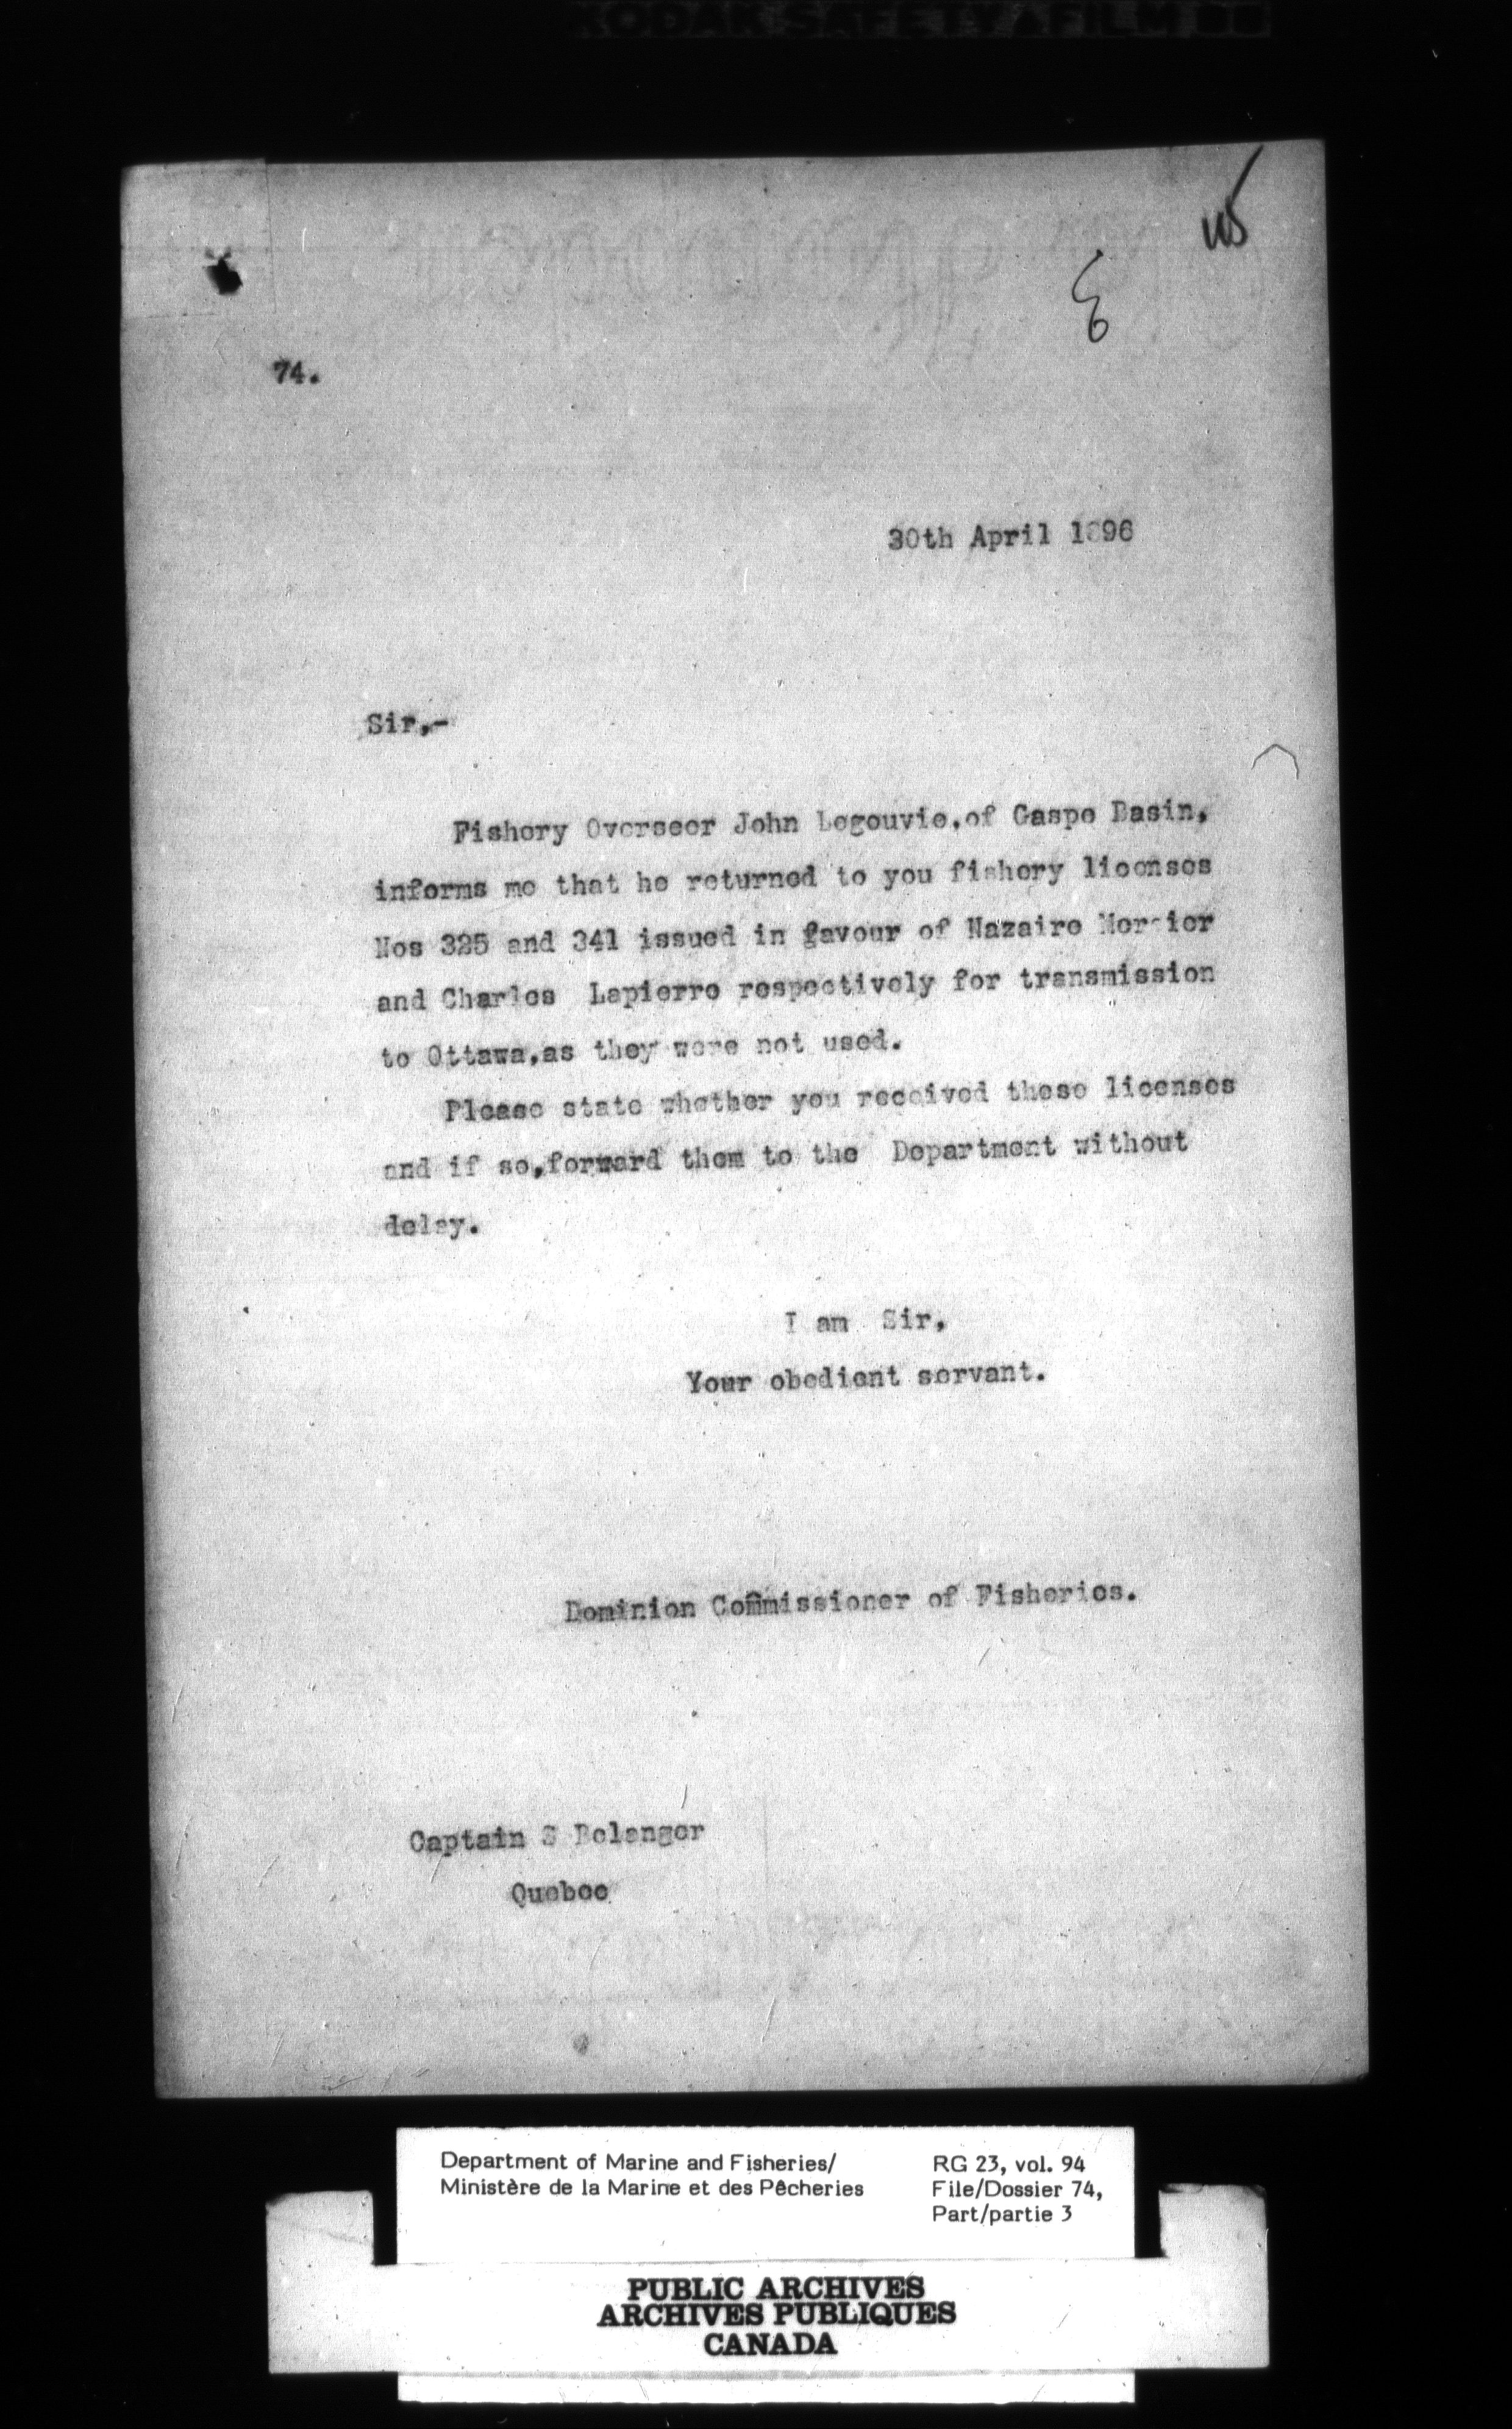 KODAK SAFETY FILM
115
74.
30th April 1896
Sir,-
Fishery Overseer John Legouvie,of Gaspe Basin,
informs me that he returned to you fishery licenses
Nos 325 and 341 issued in favour of Nazaire Mercier
and Charles Lapierre respectively for transmission
to Ottawa,as they were not used.
Please state whether you received these licenses
and if so,forward them to the Department without
delay.
I am Sir,
Your obedient servant.
Dominion Commissioner of Fisheries.
Captain S Belanger
Quebec
Department of Marine and Fisheries/
Ministère de la Marine et des Pêcheries
RG 23, vol. 94
File/Dossier 74,
Part/partie 3
PUBLIC ARCHIVES
ARCHIVES PUBLIQUES
CANADA